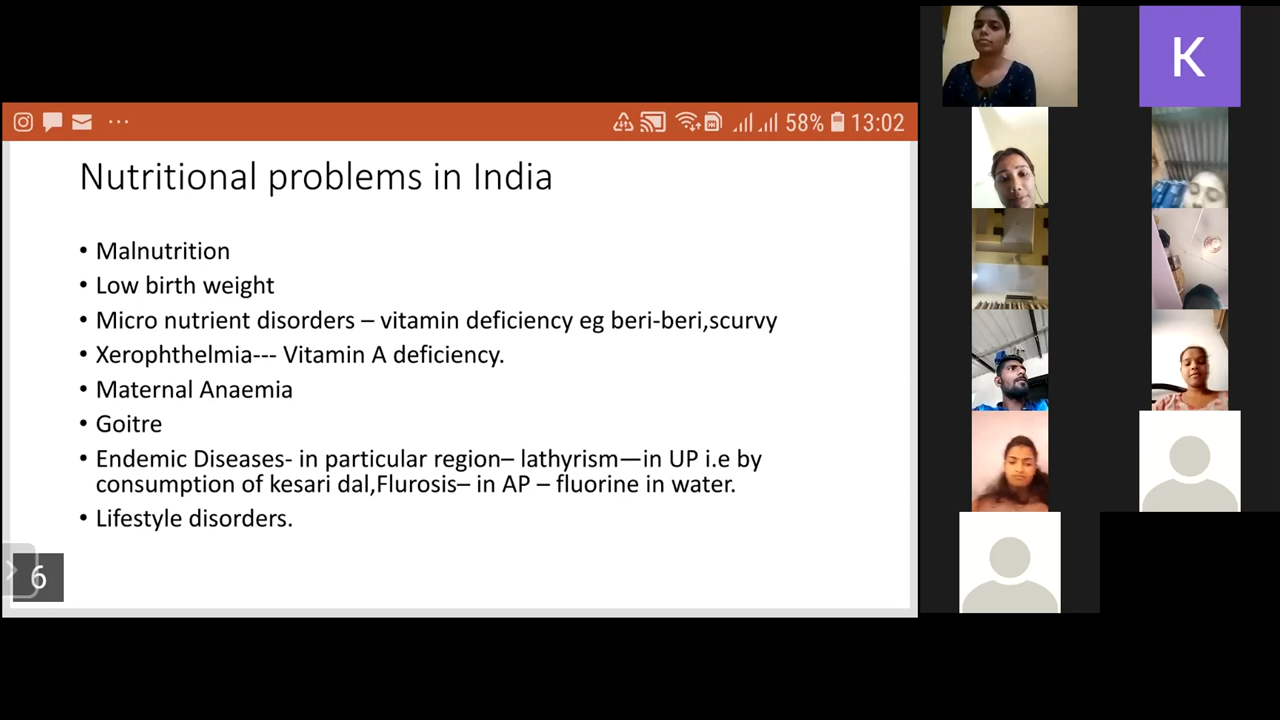 58% 13:02
K
Nutritional problems in India
• Malnutrition
• Low birth weight
• Micro nutrient disorders – vitamin deficiency eg beri-beri,scurvy
• Xerophthelmia--- Vitamin A deficiency.
• Maternal Anaemia
• Goitre
• Endemic Diseases- in particular region– lathyrism—in UP i.e by
consumption of kesari dal,Flurosis– in AP – fluorine in water.
• Lifestyle disorders.
6